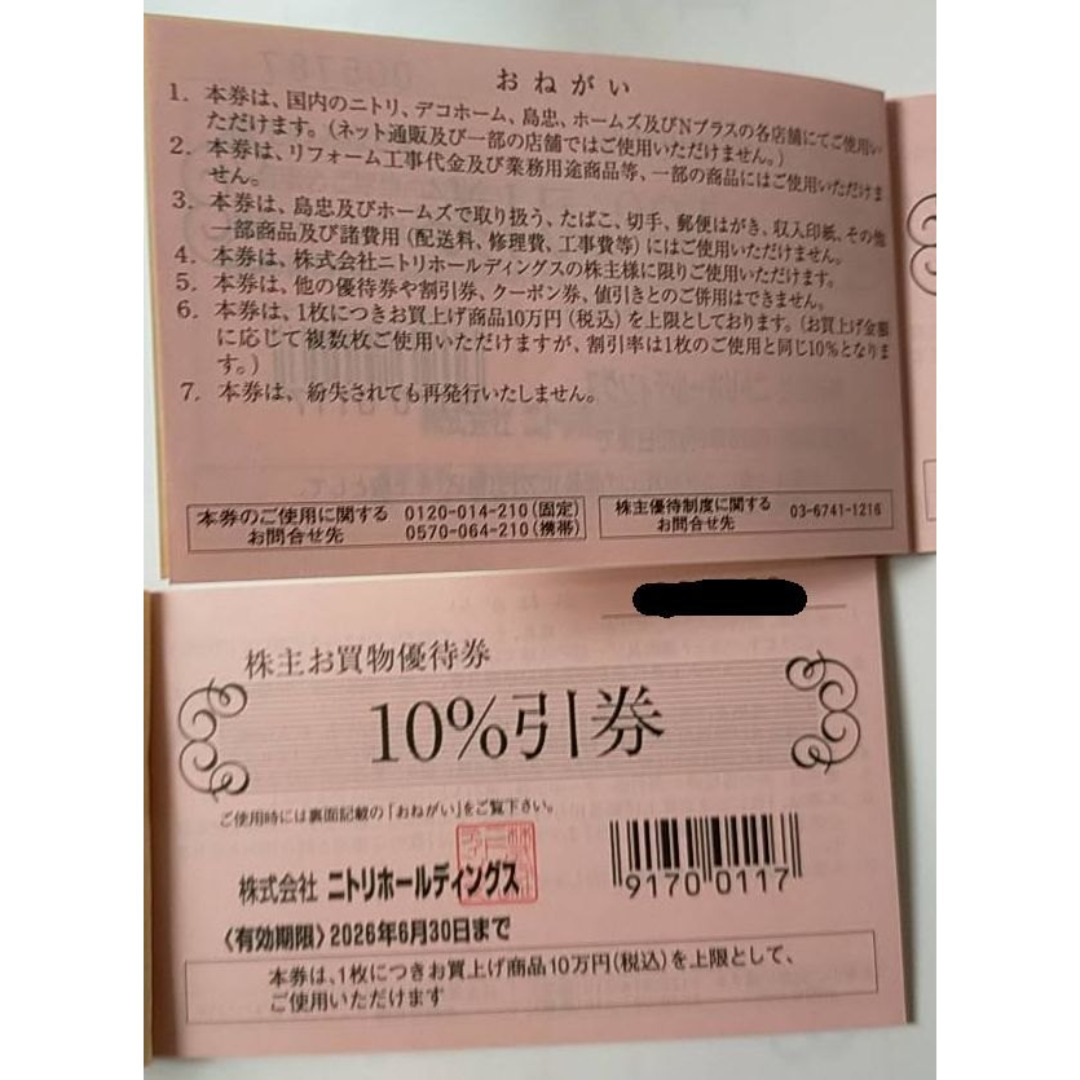 おねがい
1. 本券は、国内のニトリ、デコホーム、島忠、ホームズ及びNプラスの各店舗にてご使用い
ただけます。(ネット通販及び一部の店舗ではご使用いただけません。)
2. 本券は、リフォーム工事代金及び業務用途商品等、一部の商品にはご使用いただけま
せん。
3. 本券は、島忠及びホームズで取り扱う、たばこ、切手、郵便はがき、収入印紙、その他
一部商品及び諸費用(配送料、修理費、工事費等)にはご使用いただけません。
4. 本券は、株式会社ニトリホールディングスの株主様に限りご使用いただけます。
5. 本券は、他の優待券や割引券、クーポン券、値引きとのご併用はできません。
6. 本券は、1枚につきお買上げ商品10万円(税込)を上限としております。(お買上げ金額
に応じて複数枚ご使用いただけますが、割引率は1枚のご使用と同じ10%となりま
す。)
7. 本券は、紛失されても再発行いたしません。
本券のご使用に関する
お問合せ先
0120-014-210(固定)
0570-064-210(携帯)
株主優待制度に関する
お問合せ先
03-6741-1216
株主お買物優待券
10%引券
ご使用時には裏面記載の「おねがい」をご覧下さい。
株式会社 ニトリホールディングス
9170 0117
〈有効期限〉2026年6月30日まで
本券は、1枚につきお買上げ商品10万円(税込)を上限として、
ご使用いただけます